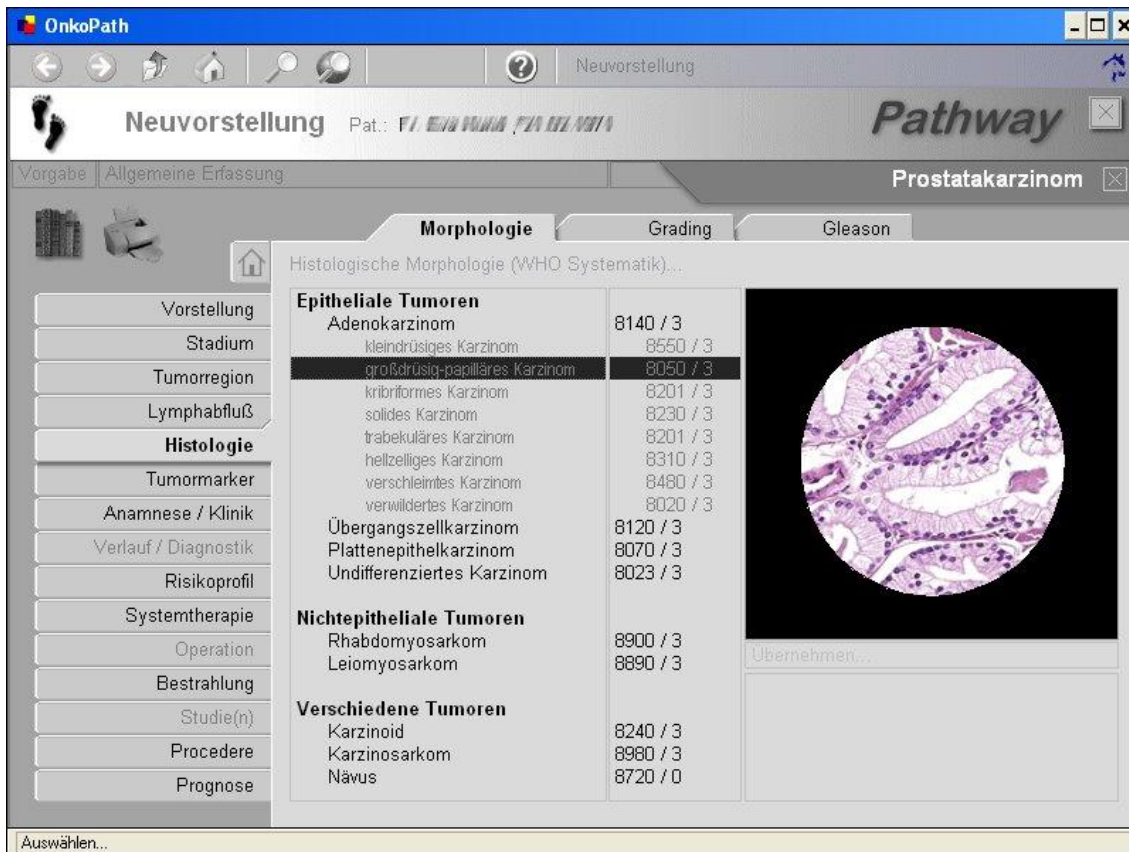 OnkoPath
Neuvorstellung
Neuvorstellung Pat.:
Pathway
Vorgabe Allgemeine Erfassung
Prostatakarzinom
Morphologie Grading Gleason
Histologische Morphologie (WHO Systematik)...
Vorstellung
Stadium
Tumorregion
Lymphabfluß
Histologie
Tumormarker
Anamnese / Klinik
Verlauf / Diagnostik
Risikoprofil
Systemtherapie
Operation
Bestrahlung
Studie(n)
Procedere
Prognose
Epitheliale Tumoren
Adenokarzinom 8140 / 3
kleindrüsiges Karzinom 8550 / 3
großdrüsig-papilläres Karzinom 8050 / 3
kribriformes Karzinom 8201 / 3
solides Karzinom 8230 / 3
trabekuläres Karzinom 8201 / 3
hellzelliges Karzinom 8310 / 3
verschleimtes Karzinom 8480 / 3
verwildertes Karzinom 8020 / 3
Übergangszellkarzinom 8120 / 3
Plattenepithelkarzinom 8070 / 3
Undifferenziertes Karzinom 8023 / 3
Nichtepitheliale Tumoren
Rhabdomyosarkom 8900 / 3
Leiomyosarkom 8890 / 3
Verschiedene Tumoren
Karzinoid 8240 / 3
Karzinosarkom 8980 / 3
Nävus 8720 / 0
Übernehmen...
Auswählen...